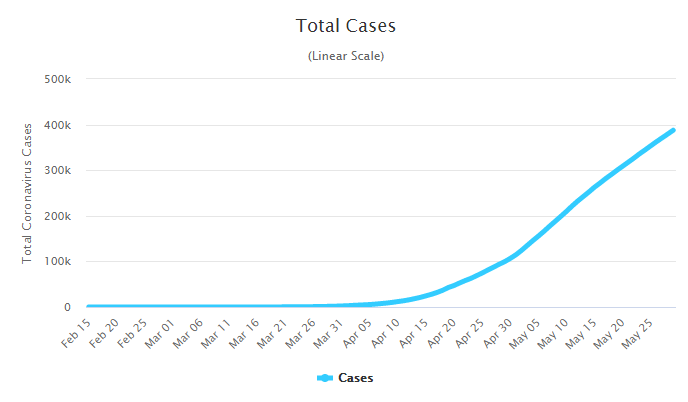 Total Cases
(Linear Scale)
Total Coronavirus Cases
500k
400k
300k
200k
100k
0
Feb 15
Feb 20
Feb 25
Mar 01
Mar 06
Mar 11
Mar 16
Mar 21
Mar 26
Mar 31
Apr 05
Apr 10
Apr 15
Apr 20
Apr 25
Apr 30
May 05
May 10
May 15
May 20
May 25
Cases